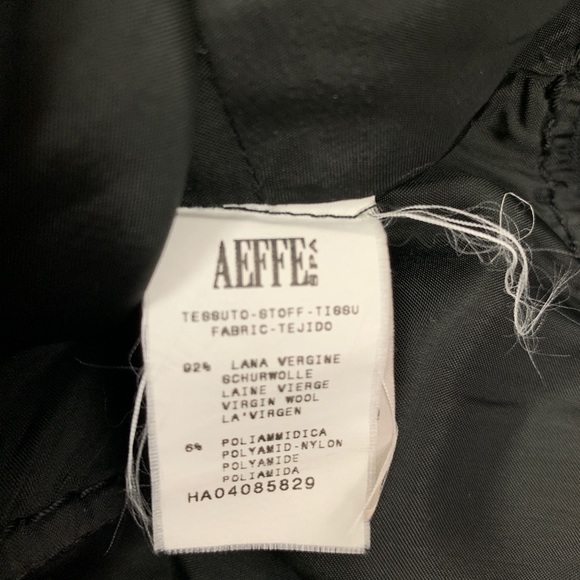 AEFFE SPA
TESSUTO-STOFF-TISSU
FABRIC-TEJIDO
92% LANA VERGINE
SCHURWOLLE
LAINE VIERGE
VIRGIN WOOL
LA'VIRGEN
6% POLIAMMIDICA
POLYAMID-NYLON
POLYAMIDE
POLIAMIDA
HA04085829